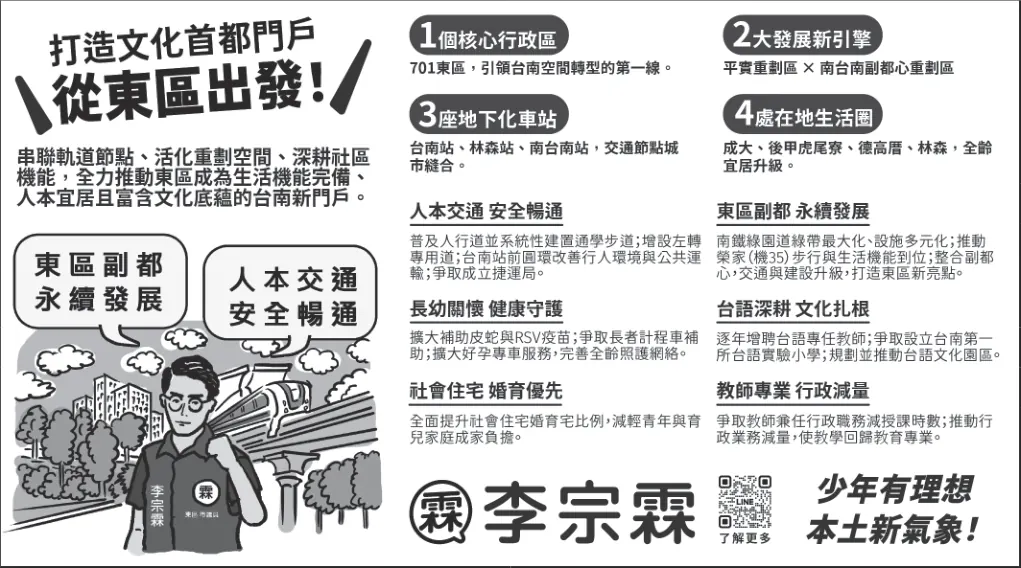 打造文化首都門戶
從東區出發!
串聯軌道節點、活化重劃空間、深耕社區
機能,全力推動東區成為生活機能完備、
人本宜居且富含文化底蘊的台南新門戶。
東區副都
永續發展
人本交通
安全暢通
李宗霖
霖
東區 市議員
1個核心行政區
701東區,引領台南空間轉型的第一線。
2大發展新引擎
平實重劃區 × 南台南副都心重劃區
3座地下化車站
台南站、林森站、南台南站,交通節點城
市縫合。
4處在地生活圈
成大、後甲虎尾寮、德高厝、林森,全齡
宜居升級。
人本交通 安全暢通
普及人行道並系統性建置通學步道;增設左轉
專用道;台南站前圓環改善行人環境與公共運
輸;爭取成立捷運局。
東區副都 永續發展
南鐵綠園道綠帶最大化、設施多元化;推動
榮家(機35)步行與生活機能到位;整合副都
心,交通與建設升級,打造東區新亮點。
長幼關懷 健康守護
擴大補助皮蛇與RSV疫苗;爭取長者計程車補
助;擴大好孕專車服務,完善全齡照護網絡。
台語深耕 文化扎根
逐年增聘台語專任教師;爭取設立台南第一
所台語實驗小學;規劃並推動台語文化園區。
社會住宅 婚育優先
全面提升社會住宅婚育宅比例,減輕青年與育
兒家庭成家負擔。
教師專業 行政減量
爭取教師兼任行政職務減授課時數;推動行
政業務減量,使教學回歸教育專業。
霖 李宗霖
LINE
了解更多
少年有理想
本土新氣象!